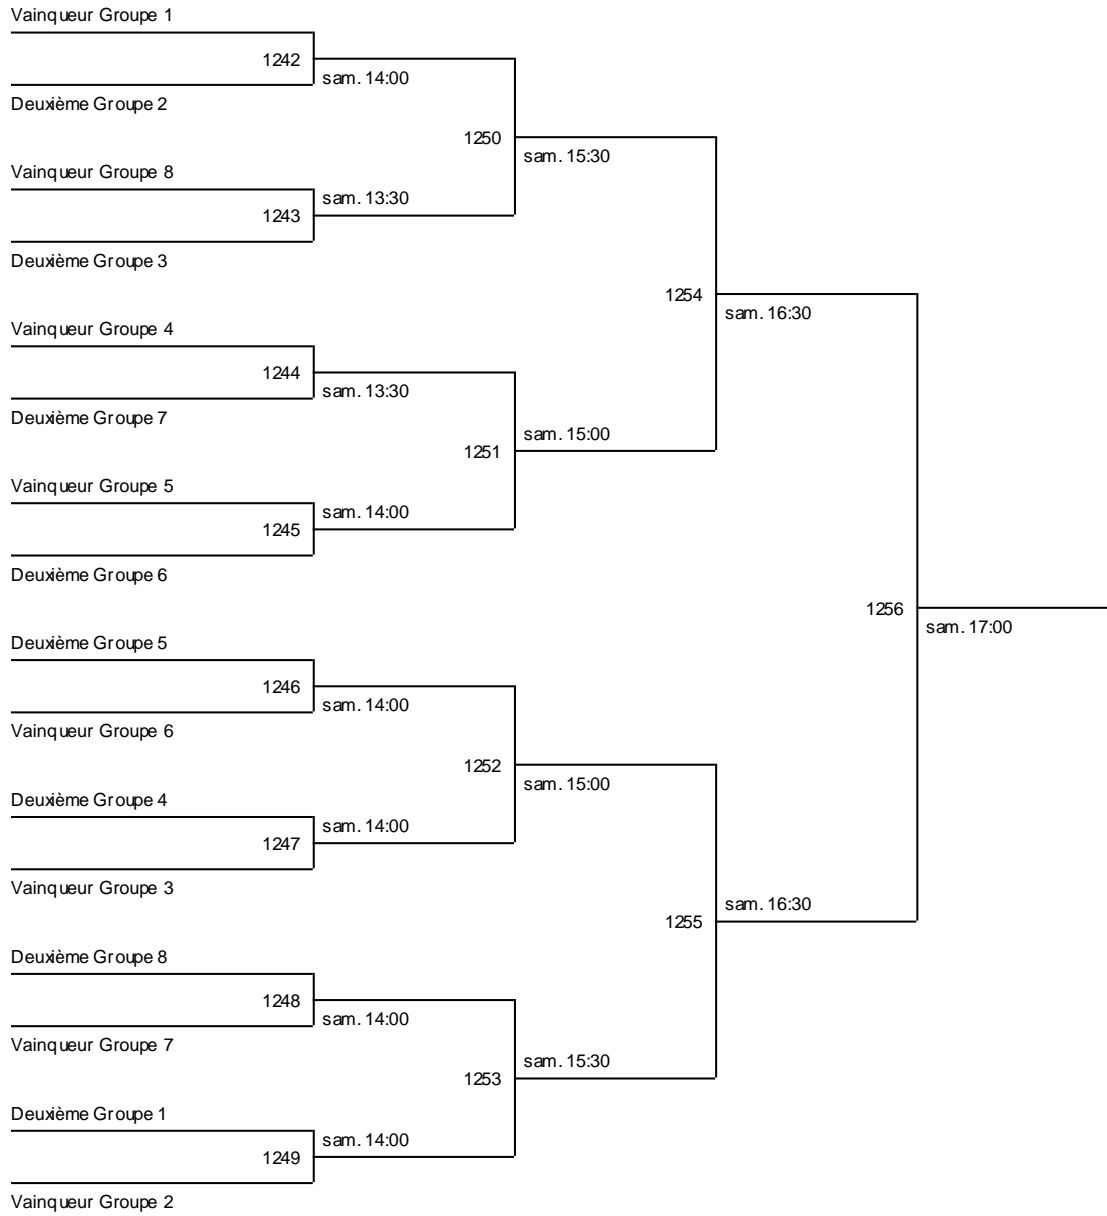 Vainqueur Groupe 1
1242
sam. 14:00
Deuxième Groupe 2
1250
sam. 15:30
Vainqueur Groupe 8
sam. 13:30
1243
Deuxième Groupe 3
1254
sam. 16:30
Vainqueur Groupe 4
1244
sam. 13:30
Deuxième Groupe 7
sam. 15:00
1251
Vainqueur Groupe 5
sam. 14:00
1245
Deuxième Groupe 6
1256
sam. 17:00
Deuxième Groupe 5
1246
sam. 14:00
Vainqueur Groupe 6
1252
sam. 15:00
Deuxième Groupe 4
sam. 14:00
1247
Vainqueur Groupe 3
sam. 16:30
1255
Deuxième Groupe 8
1248
sam. 14:00
Vainqueur Groupe 7
sam. 15:30
1253
Deuxième Groupe 1
sam. 14:00
1249
Vainqueur Groupe 2